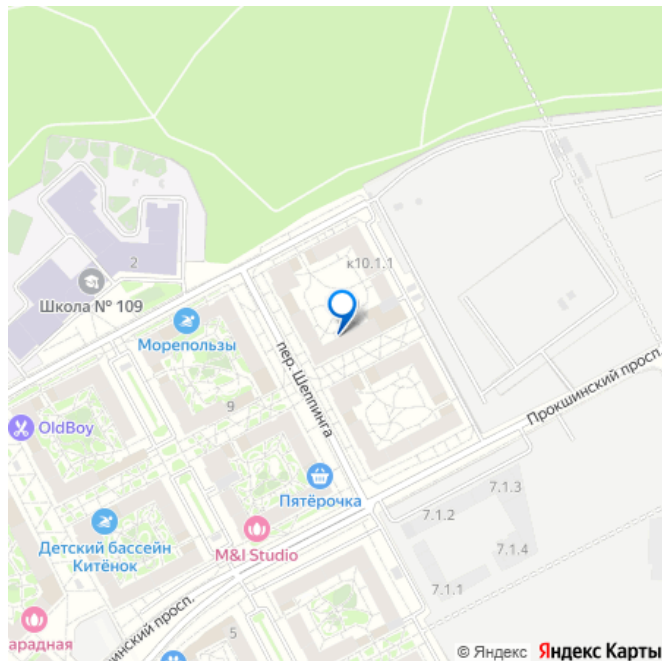 к10.1.1
2
Школа № 109
Морепользы
пер. Шеппинга
Прокшинский просп.
9
OldBoy
Пятёрочка
7.1.3
7.1.2
7.1.4
M&I Studio
Детский бассейн
Китёнок
7.1.1
арадная
шинский просп.
5
© Яндекс Яндекс Карты